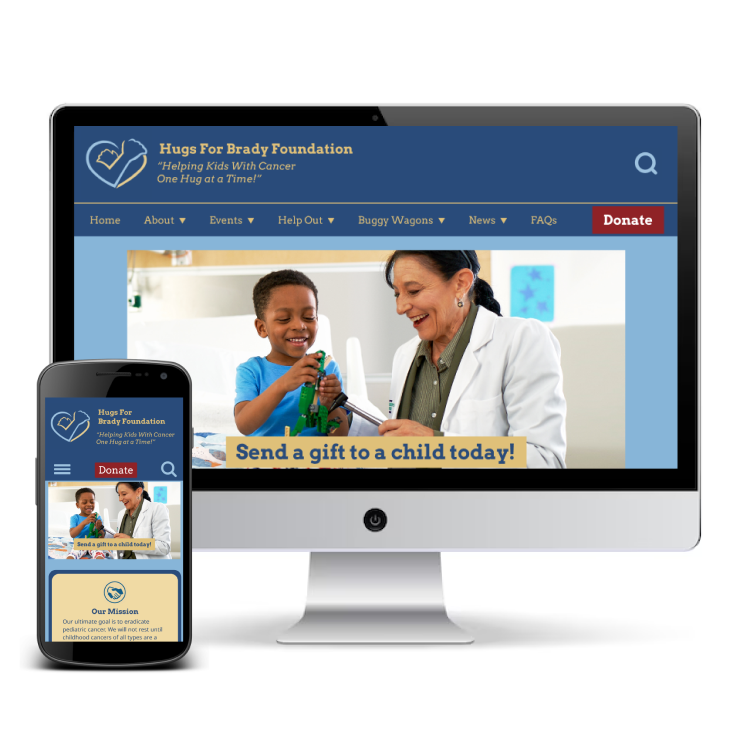 Hugs For Brady Foundation
“Helping Kids With Cancer
One Hug at a Time!”
Home About ▼ Events ▼ Help Out ▼ Buggy Wagons ▼ News ▼ FAQs Donate
Send a gift to a child today!
Hugs For
Brady Foundation
“Helping Kids With Cancer
One Hug at a Time!”
Donate
Send a gift to a child today!
Our Mission
Our ultimate goal is to eradicate
pediatric cancer. We will not rest until
childhood cancers of all types are a